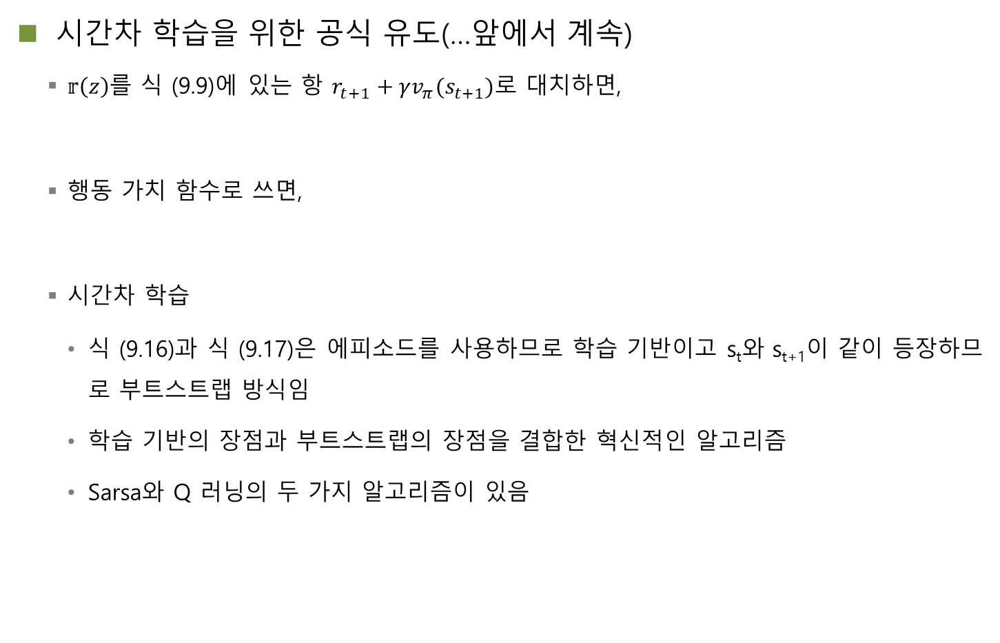 시간차 학습을 위한 공식 유도(…앞에서 계속)
𝕣(z)를 식 (9.9)에 있는 항 r_{t+1} + γv_π(s_{t+1})로 대치하면,
행동 가치 함수로 쓰면,
시간차 학습
식 (9.16)과 식 (9.17)은 에피소드를 사용하므로 학습 기반이고 s_t와 s_{t+1}이 같이 등장하므
로 부트스트랩 방식임
학습 기반의 장점과 부트스트랩의 장점을 결합한 혁신적인 알고리즘
Sarsa와 Q 러닝의 두 가지 알고리즘이 있음